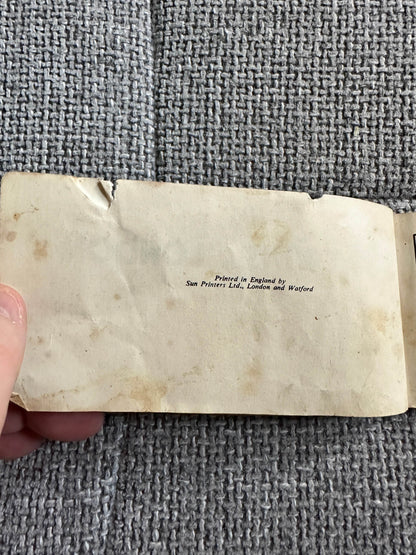 Printed in England by
Sun Printers Ltd., London and Watford